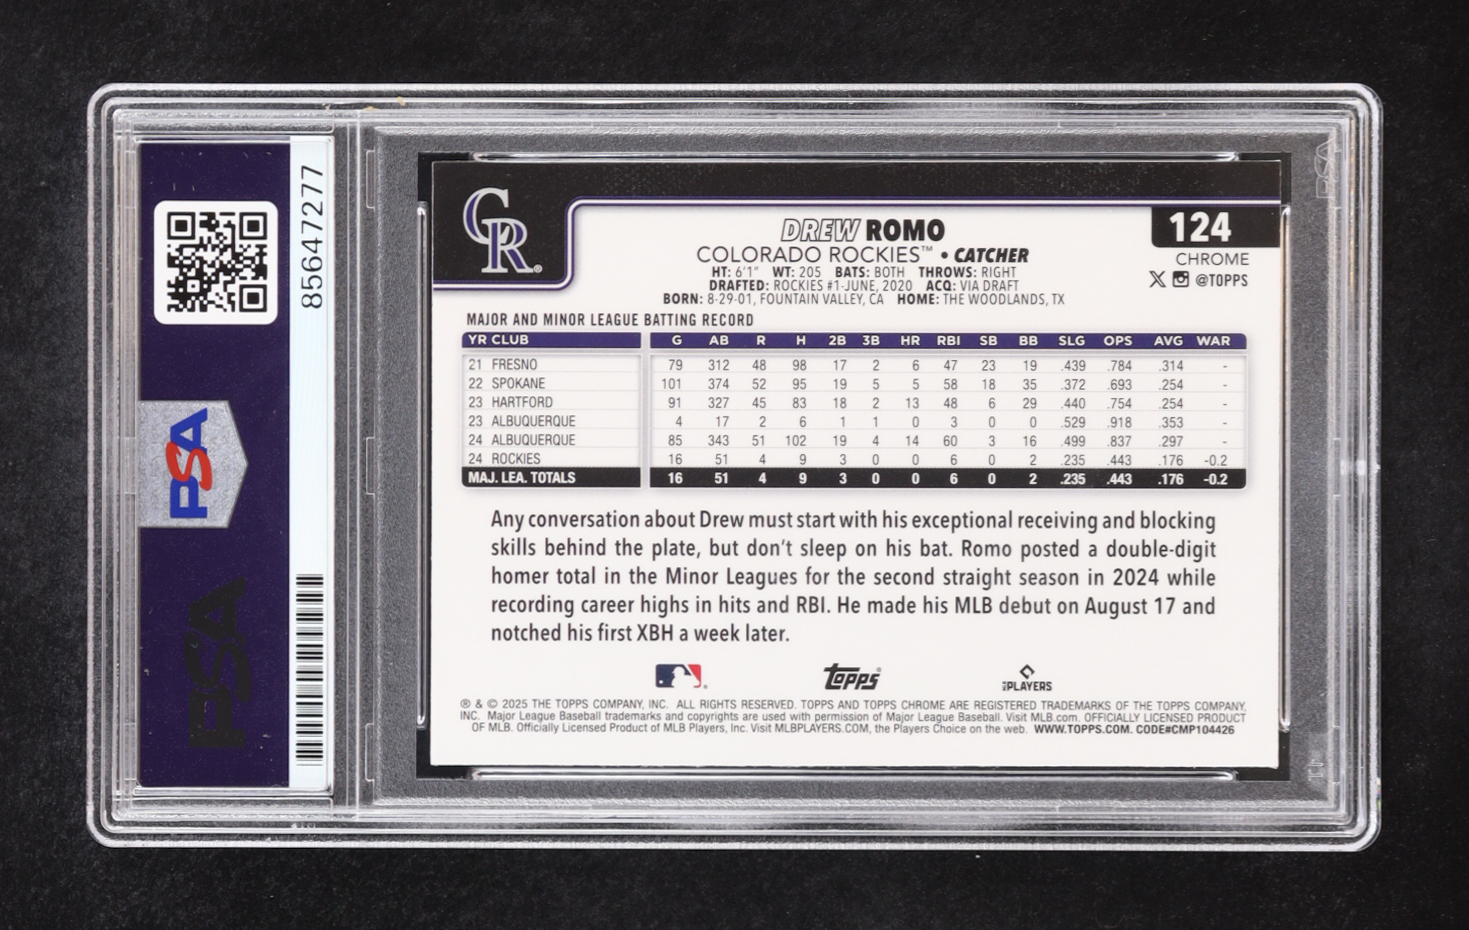 85647277
PSA
PSA
CR®
DREW ROMO
124
COLORADO ROCKIES™ • CATCHER
CHROME
HT: 6'1" WT: 205 BATS: BOTH THROWS: RIGHT
X @TOPPS
DRAFTED: ROCKIES #1-JUNE, 2020 ACQ: VIA DRAFT
BORN: 8-29-01, FOUNTAIN VALLEY, CA HOME: THE WOODLANDS, TX
MAJOR AND MINOR LEAGUE BATTING RECORD
YR CLUB G AB R H 2B 3B HR RBI SB BB SLG OPS AVG WAR
21 FRESNO 79 312 48 98 17 2 6 47 23 19 .439 .784 .314 -
22 SPOKANE 101 374 52 95 19 5 5 58 18 35 .372 .693 .254 -
23 HARTFORD 91 327 45 83 18 2 13 48 6 29 .440 .754 .254 -
23 ALBUQUERQUE 4 17 2 6 1 1 0 3 0 0 .529 .918 .353 -
24 ALBUQUERQUE 85 343 51 102 19 4 14 60 3 16 .499 .837 .297 -
24 ROCKIES 16 51 4 9 3 0 0 6 0 2 .235 .443 .176 -0.2
MAJ. LEA. TOTALS 16 51 4 9 3 0 0 6 0 2 .235 .443 .176 -0.2
Any conversation about Drew must start with his exceptional receiving and blocking
skills behind the plate, but don't sleep on his bat. Romo posted a double-digit
homer total in the Minor Leagues for the second straight season in 2024 while
recording career highs in hits and RBI. He made his MLB debut on August 17 and
notched his first XBH a week later.
Topps®
MLB PLAYERS
® & © 2025 THE TOPPS COMPANY, INC. ALL RIGHTS RESERVED. TOPPS AND TOPPS CHROME ARE REGISTERED TRADEMARKS OF THE TOPPS COMPANY,
INC. Major League Baseball trademarks and copyrights are used with permission of Major League Baseball. Visit MLB.com. OFFICIALLY LICENSED PRODUCT
OF MLB. Officially Licensed Product of MLB Players, Inc. Visit MLBPLAYERS.COM, the Players Choice on the web. WWW.TOPPS.COM. CODE#CMP104426
PSA